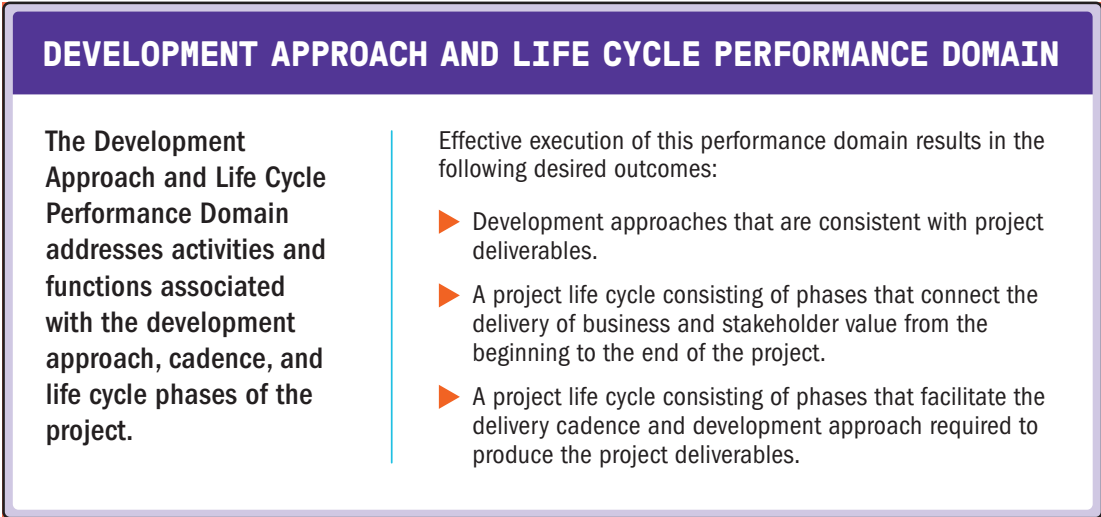 DEVELOPMENT APPROACH AND LIFE CYCLE PERFORMANCE DOMAIN
The Development
Approach and Life Cycle
Performance Domain
addresses activities and
functions associated
with the development
approach, cadence, and
life cycle phases of the
project.
Effective execution of this performance domain results in the
following desired outcomes:
Development approaches that are consistent with project
deliverables.
A project life cycle consisting of phases that connect the
delivery of business and stakeholder value from the
beginning to the end of the project.
A project life cycle consisting of phases that facilitate the
delivery cadence and development approach required to
produce the project deliverables.